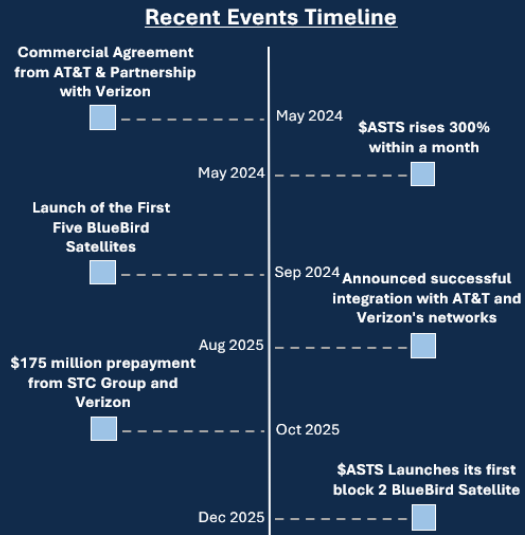 Recent Events Timeline
Commercial Agreement
from AT&T & Partnership
with Verizon
May 2024
$ASTS rises 300%
within a month
May 2024
Launch of the First
Five BlueBird
Satellites
Sep 2024
Announced successful
integration with AT&T and
Verizon's networks
Aug 2025
$175 million prepayment
from STC Group and
Verizon
Oct 2025
$ASTS Launches its first
block 2 BlueBird Satellite
Dec 2025